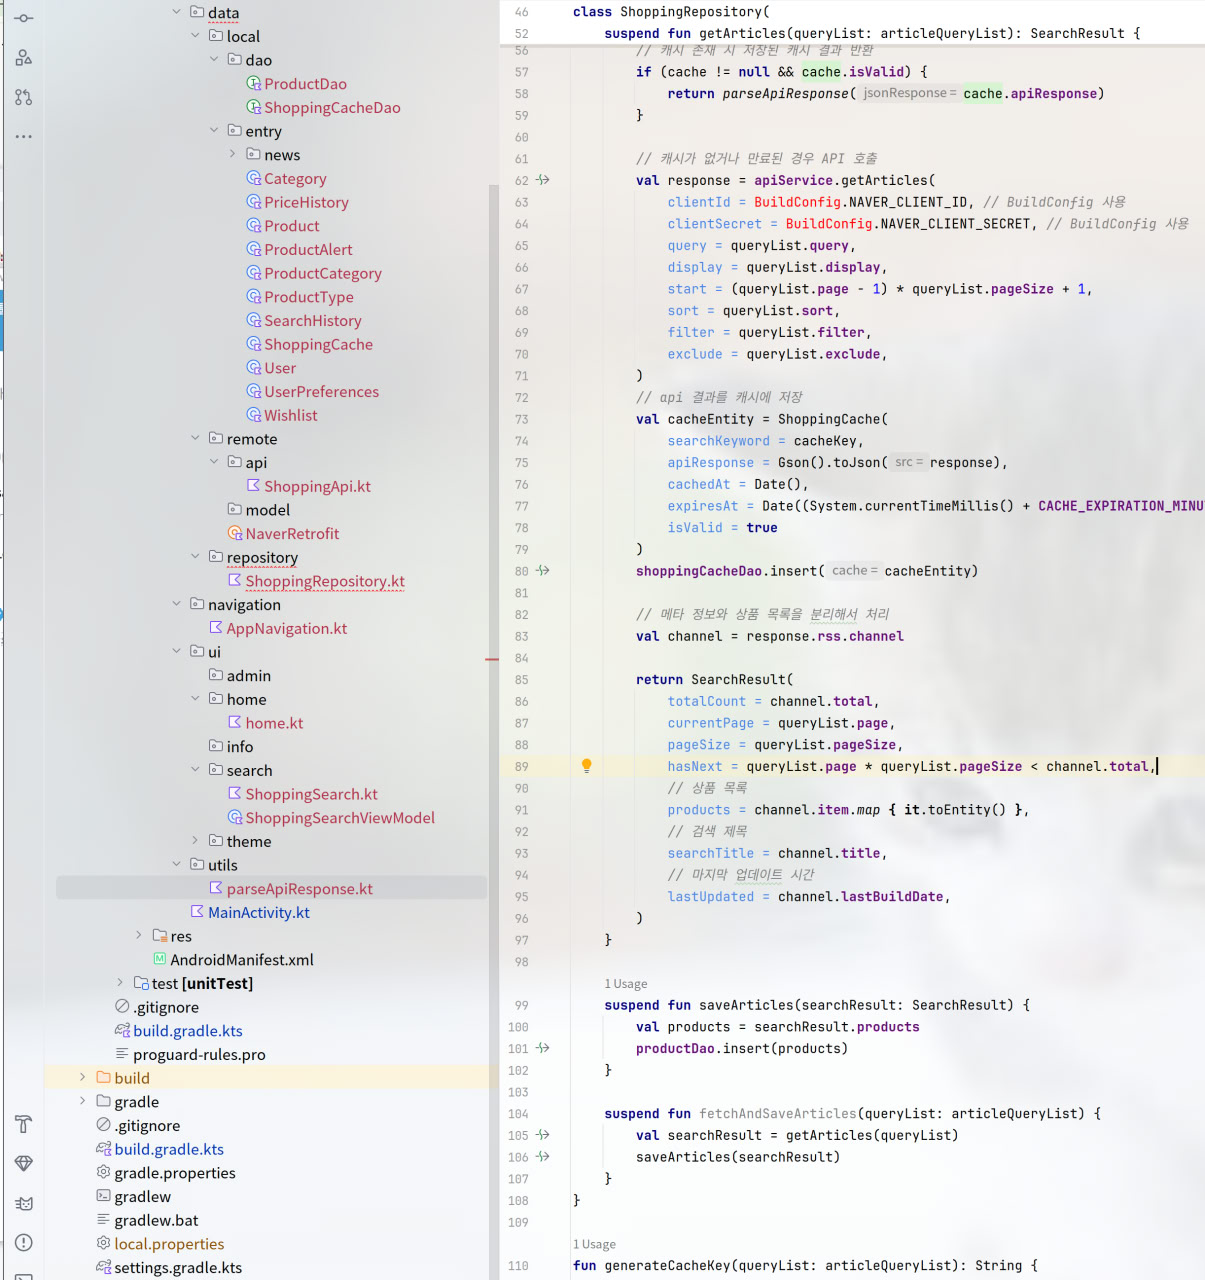 data
local
dao
ProductDao
ShoppingCacheDao
entry
news
Category
PriceHistory
Product
ProductAlert
ProductCategory
ProductType
SearchHistory
ShoppingCache
User
UserPreferences
Wishlist
remote
api
ShoppingApi.kt
model
NaverRetrofit
repository
ShoppingRepository.kt
navigation
AppNavigation.kt
ui
admin
home
home.kt
info
search
ShoppingSearch.kt
ShoppingSearchViewModel
theme
utils
parseApiResponse.kt
MainActivity.kt
res
AndroidManifest.xml
test [unitTest]
.gitignore
build.gradle.kts
proguard-rules.pro
build
gradle
.gitignore
build.gradle.kts
gradle.properties
gradlew
gradlew.bat
local.properties
settings.gradle.kts
46 class ShoppingRepository(
52 suspend fun getArticles(queryList: articleQueryList): SearchResult {
56 // 캐시 존재 시 저장된 캐시 결과 반환
57 if (cache != null && cache.isValid) {
58 return parseApiResponse( jsonResponse = cache.apiResponse)
59 }
60
61 // 캐시가 없거나 만료된 경우 API 호출
62 val response = apiService.getArticles(
63 clientId = BuildConfig.NAVER_CLIENT_ID, // BuildConfig 사용
64 clientSecret = BuildConfig.NAVER_CLIENT_SECRET, // BuildConfig 사용
65 query = queryList.query,
66 display = queryList.display,
67 start = (queryList.page - 1) * queryList.pageSize + 1,
68 sort = queryList.sort,
69 filter = queryList.filter,
70 exclude = queryList.exclude,
71 )
72 // api 결과를 캐시에 저장
73 val cacheEntity = ShoppingCache(
74 searchKeyword = cacheKey,
75 apiResponse = Gson().toJson( src = response),
76 cachedAt = Date(),
77 expiresAt = Date((System.currentTimeMillis() + CACHE_EXPIRATION_MINU
78 isValid = true
79 )
80 shoppingCacheDao.insert( cache = cacheEntity)
81
82 // 메타 정보와 상품 목록을 분리해서 처리
83 val channel = response.rss.channel
84
85 return SearchResult(
86 totalCount = channel.total,
87 currentPage = queryList.page,
88 pageSize = queryList.pageSize,
89 hasNext = queryList.page * queryList.pageSize < channel.total,
90 // 상품 목록
91 products = channel.item.map { it.toEntity() },
92 // 검색 제목
93 searchTitle = channel.title,
94 // 마지막 업데이트 시간
95 lastUpdated = channel.lastBuildDate,
96 )
97 }
98
1 Usage
99 suspend fun saveArticles(searchResult: SearchResult) {
100 val products = searchResult.products
101 productDao.insert(products)
102 }
103
104 suspend fun fetchAndSaveArticles(queryList: articleQueryList) {
105 val searchResult = getArticles(queryList)
106 saveArticles(searchResult)
107 }
108 }
109
1 Usage
110 fun generateCacheKey(queryList: articleQueryList): String {